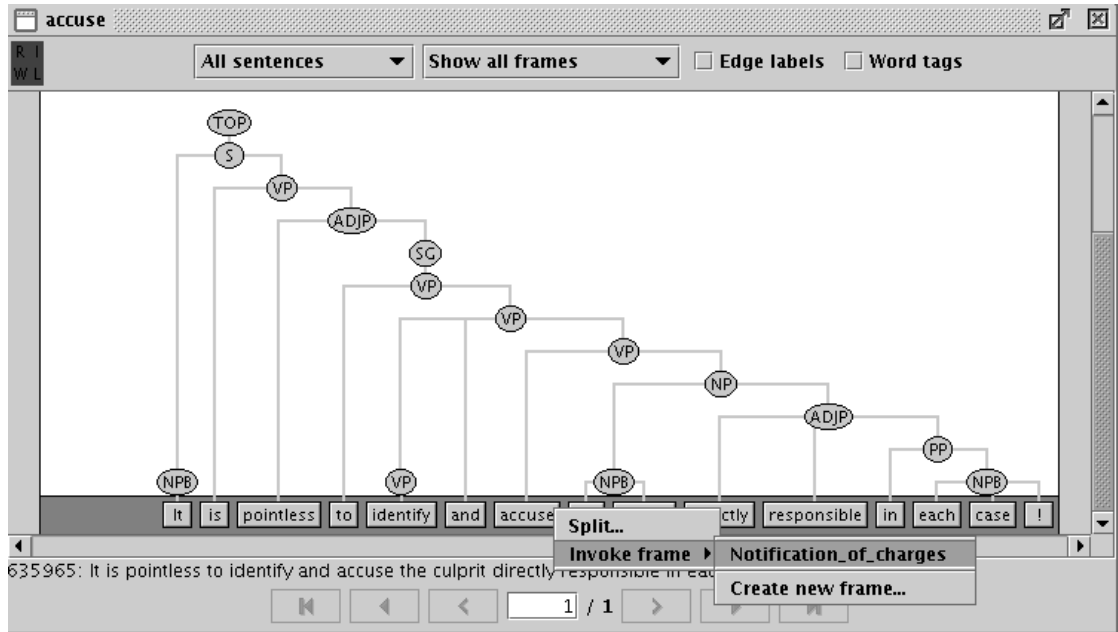 accuse
R I
W L
All sentences Show all frames Edge labels Word tags
TOP
S
VP
ADJP
SG
VP
VP
VP
NP
ADJP
PP
NPB VP NPB NPB
It is pointless to identify and accuse ctly responsible in each case !
Split...
Invoke frame Notification_of_charges
635965: It is pointless to identify and accuse the culprit directly responsible in
Create new frame...
1 / 1